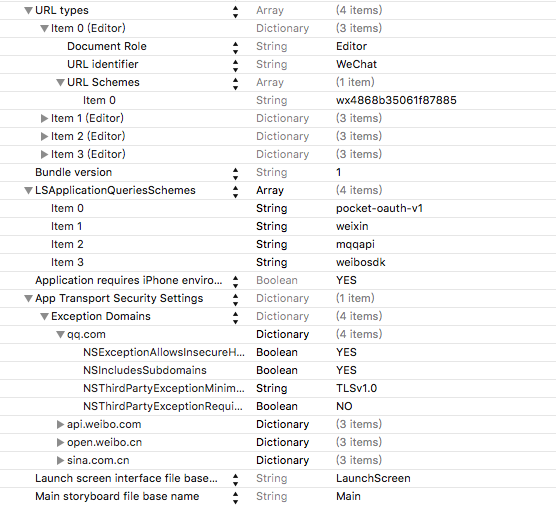 URL types Array (4 items)
Item 0 (Editor) Dictionary (3 items)
Document Role String Editor
URL identifier String WeChat
URL Schemes Array (1 item)
Item 0 String wx4868b35061f87885
Item 1 (Editor) Dictionary (3 items)
Item 2 (Editor) Dictionary (3 items)
Item 3 (Editor) Dictionary (3 items)
Bundle version String 1
LSApplicationQueriesSchemes Array (4 items)
Item 0 String pocket-oauth-v1
Item 1 String weixin
Item 2 String mqqapi
Item 3 String weibosdk
Application requires iPhone enviro... Boolean YES
App Transport Security Settings Dictionary (1 item)
Exception Domains Dictionary (4 items)
qq.com Dictionary (4 items)
NSExceptionAllowsInsecureH... Boolean YES
NSIncludesSubdomains Boolean YES
NSThirdPartyExceptionMinim... String TLSv1.0
NSThirdPartyExceptionRequi... Boolean NO
api.weibo.com Dictionary (3 items)
open.weibo.cn Dictionary (3 items)
sina.com.cn Dictionary (3 items)
Launch screen interface file base... String LaunchScreen
Main storyboard file base name String Main